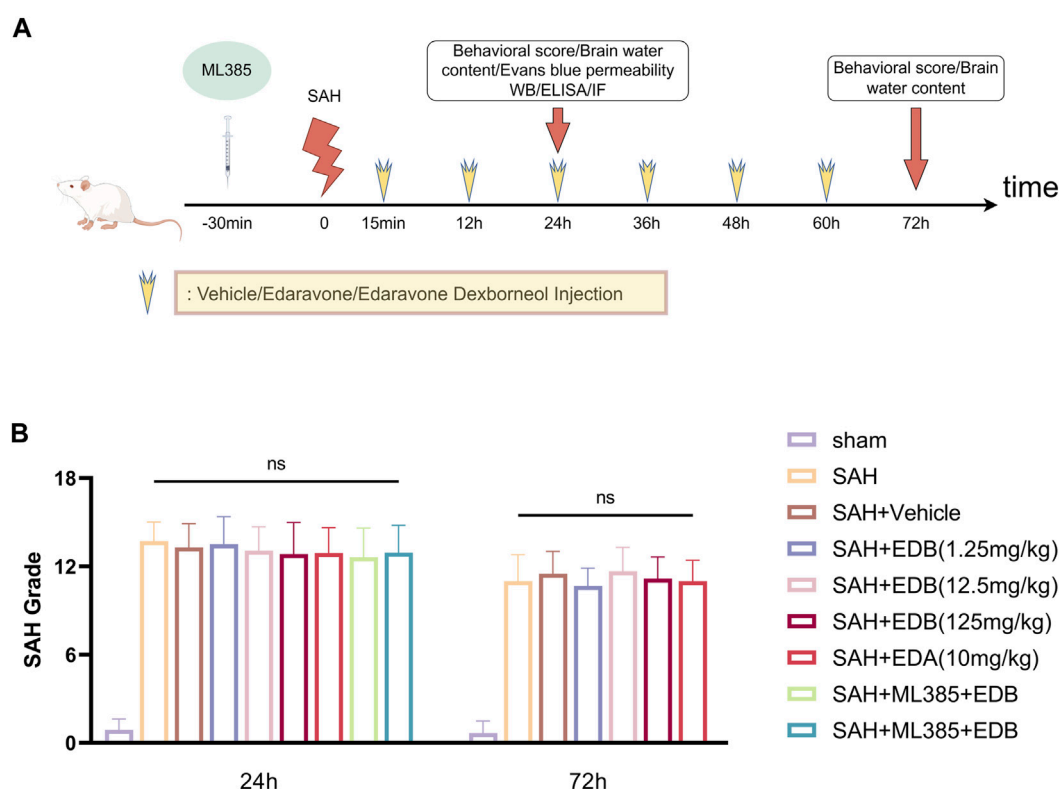 A
ML385
SAH
Behavioral score/Brain water
content/Evans blue permeability
WB/ELISA/IF
Behavioral score/Brain
water content
time
-30min 0 15min 12h 24h 36h 48h 60h 72h
: Vehicle/Edaravone/Edaravone Dexborneol Injection
B
SAH Grade
18
12
6
0
ns
ns
24h 72h
sham
SAH
SAH+Vehicle
SAH+EDB(1.25mg/kg)
SAH+EDB(12.5mg/kg)
SAH+EDB(125mg/kg)
SAH+EDA(10mg/kg)
SAH+ML385+EDB
SAH+ML385+EDB